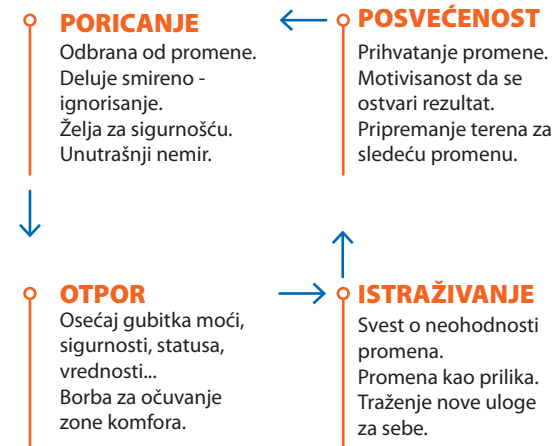 PORICANJE
Odbrana od promene.
Deluje smireno -
ignorisanje.
Želja za sigurnošću.
Unutrašnji nemir.
POSVEĆENOST
Prihvatanje promene.
Motivisanost da se
ostvari rezultat.
Pripremanje terena za
sledeću promenu.
OTPOR
Osećaj gubitka moći,
sigurnosti, statusa,
vrednosti...
Borba za očuvanje
zone komfora.
ISTRAŽIVANJE
Svest o neohodnosti
promena.
Promena kao prilika.
Traženje nove uloge
za sebe.